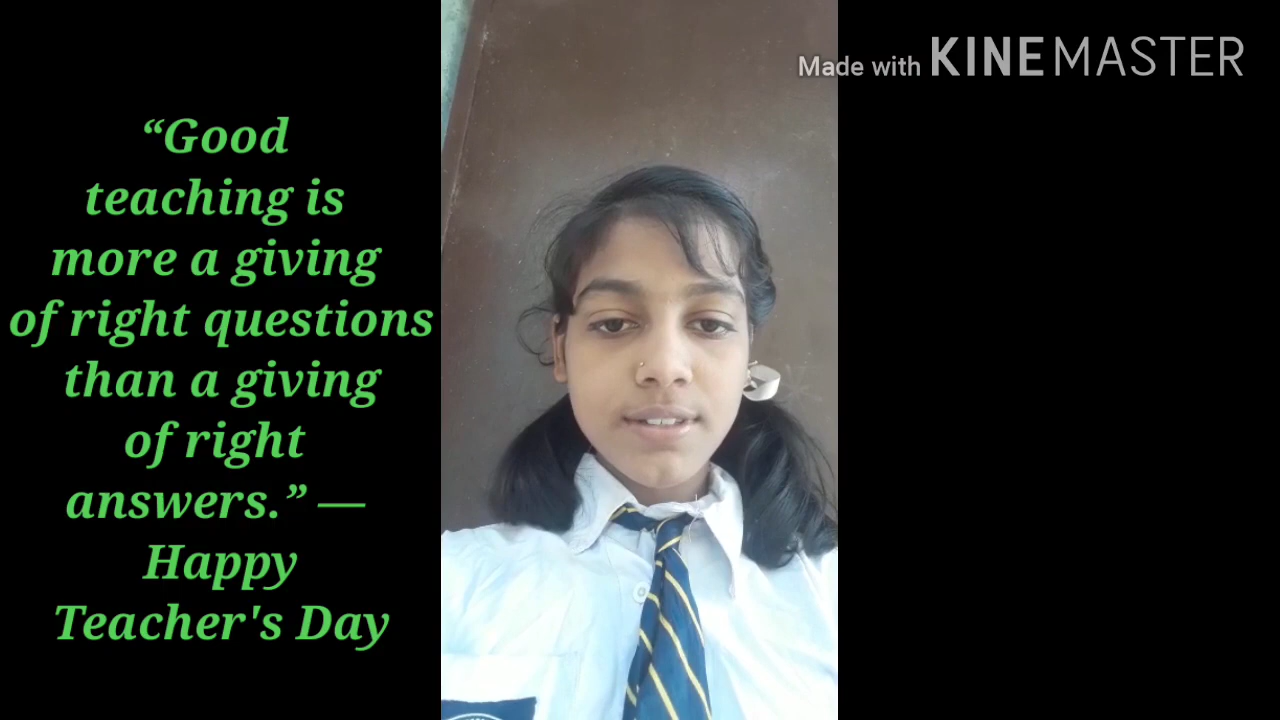 “Good
teaching is
more a giving
of right questions
than a giving
of right
answers.” —
Happy
Teacher's Day
Made with KINEMASTER